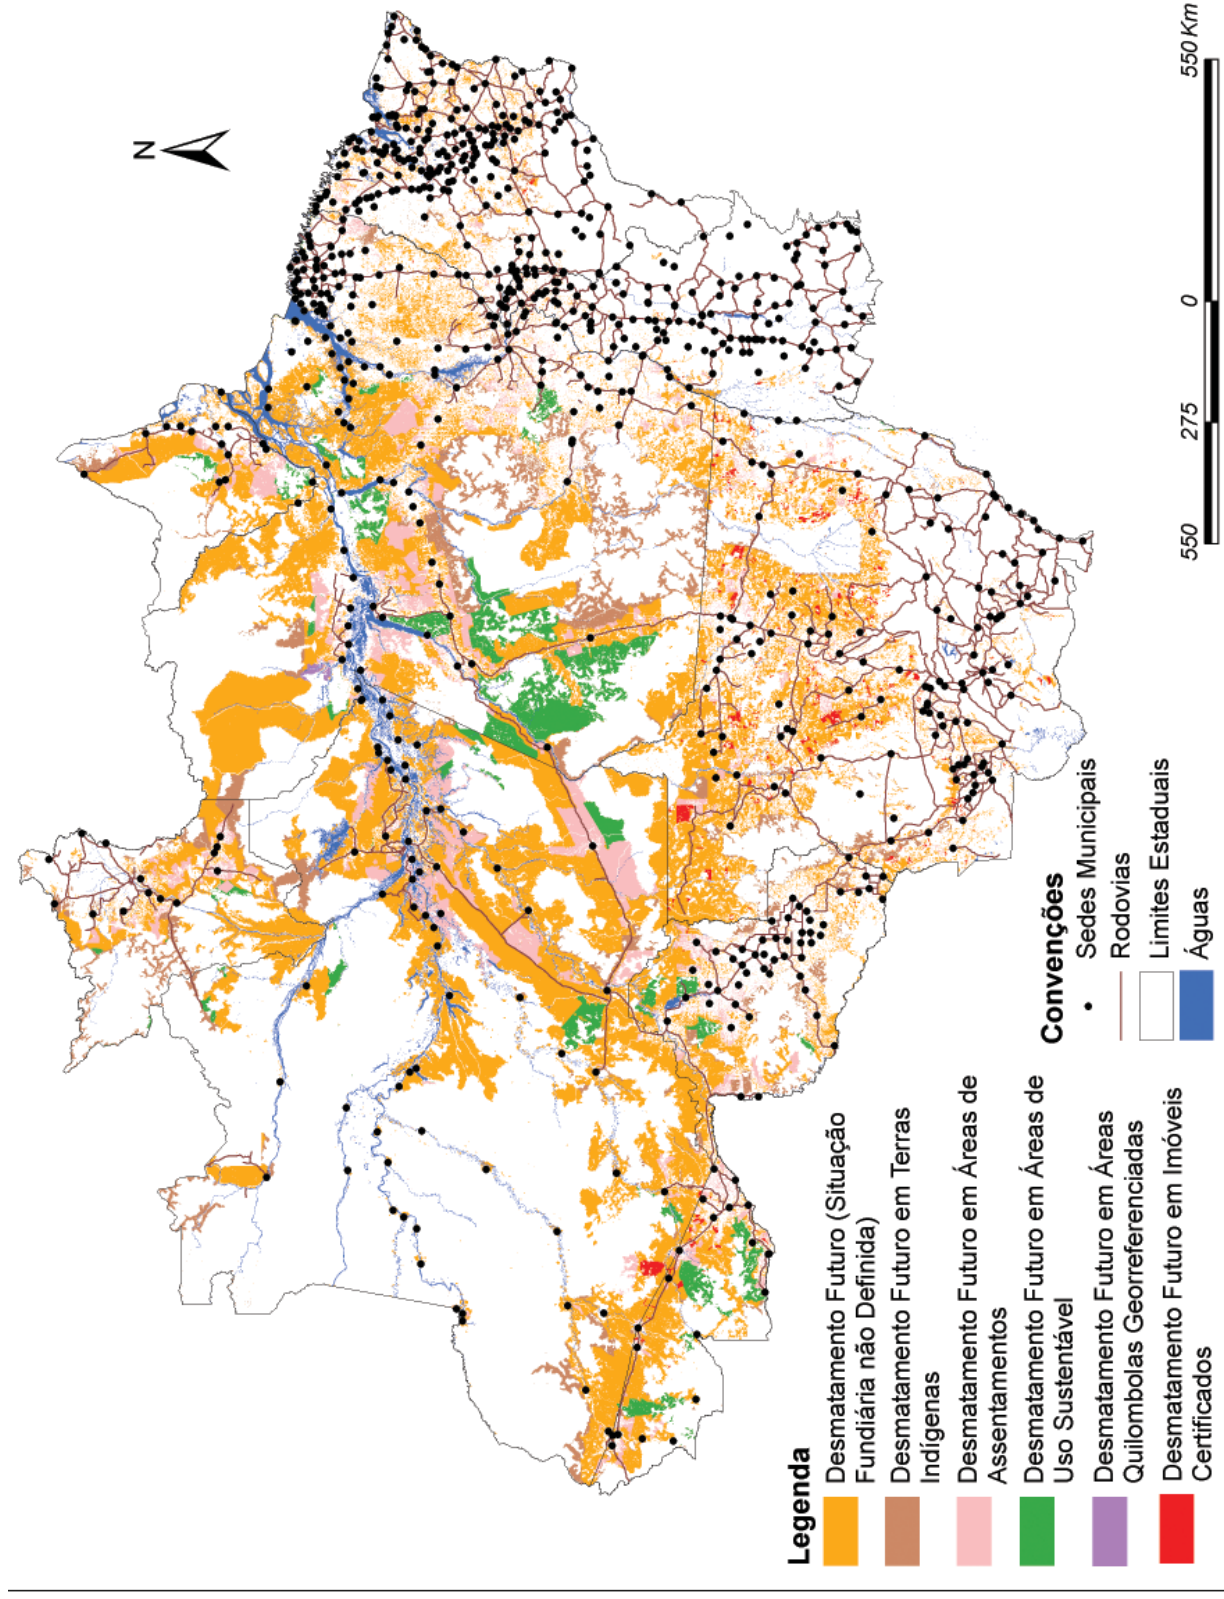 N
Legenda
Desmatamento Futuro (Situação
Fundiária não Definida)
Desmatamento Futuro em Terras
Indígenas
Desmatamento Futuro em Áreas de
Assentamentos
Desmatamento Futuro em Áreas de
Uso Sustentável
Desmatamento Futuro em Áreas
Quilombolas Georreferenciadas
Desmatamento Futuro em Imóveis
Certificados
Convenções
Sedes Municipais
Rodovias
Limites Estaduais
Águas
550 275 0 550 Km